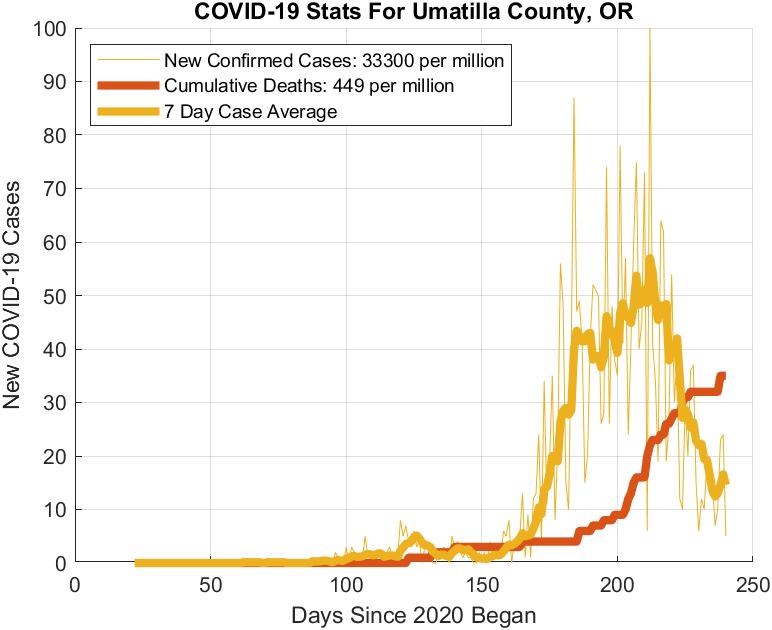 COVID-19 Stats For Umatilla County, OR
New Confirmed Cases: 33300 per million
Cumulative Deaths: 449 per million
7 Day Case Average
New COVID-19 Cases
100
90
80
70
60
50
40
30
20
10
0
0 50 100 150 200 250
Days Since 2020 Began